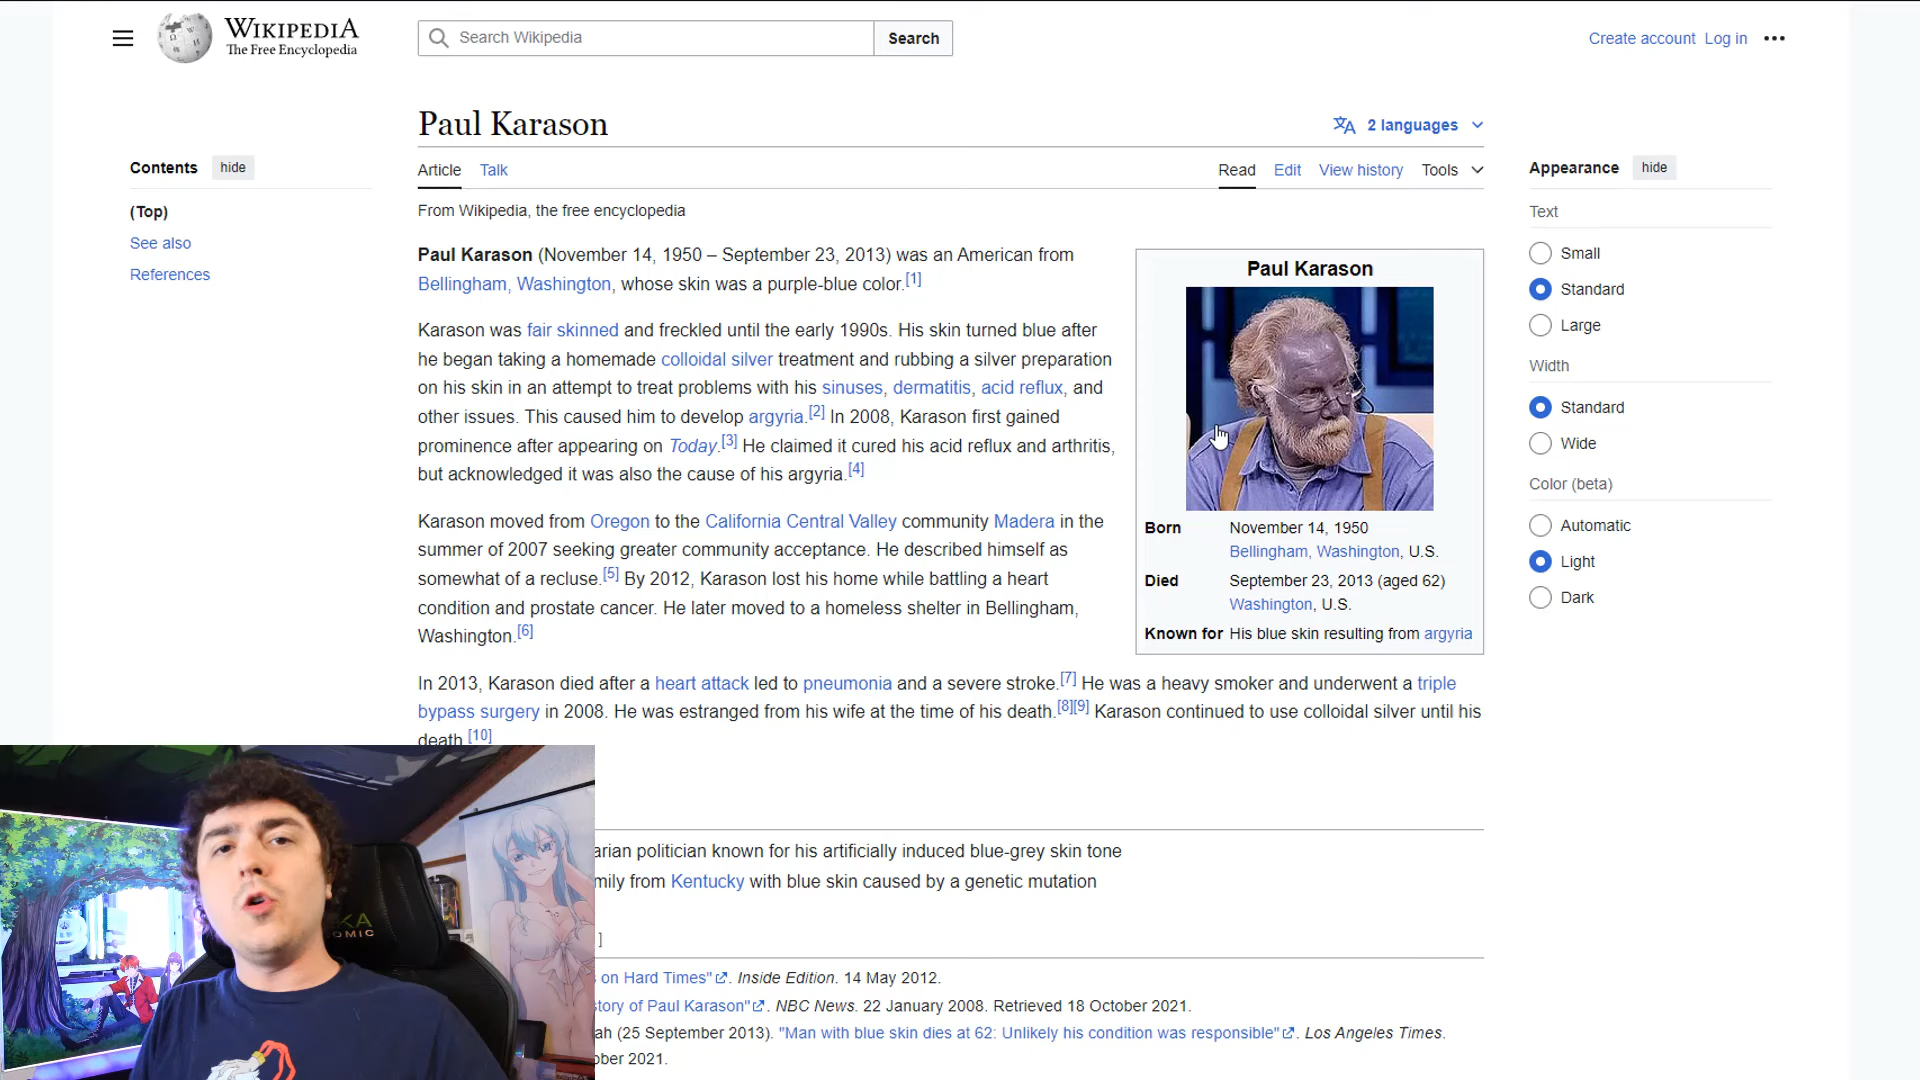 WIKIPEDIA
The Free Encyclopedia
Search Wikipedia
Search
Create account Log in
Paul Karason
2 languages
Contents hide
(Top)
See also
References
Article Talk
Read Edit View history Tools
From Wikipedia, the free encyclopedia
Paul Karason (November 14, 1950 – September 23, 2013) was an American from
Bellingham, Washington, whose skin was a purple-blue color.[1]
Karason was fair skinned and freckled until the early 1990s. His skin turned blue after
he began taking a homemade colloidal silver treatment and rubbing a silver preparation
on his skin in an attempt to treat problems with his sinuses, dermatitis, acid reflux, and
other issues. This caused him to develop argyria.[2] In 2008, Karason first gained
prominence after appearing on Today.[3] He claimed it cured his acid reflux and arthritis,
but acknowledged it was also the cause of his argyria.[4]
Karason moved from Oregon to the California Central Valley community Madera in the
summer of 2007 seeking greater community acceptance. He described himself as
somewhat of a recluse.[5] By 2012, Karason lost his home while battling a heart
condition and prostate cancer. He later moved to a homeless shelter in Bellingham,
Washington.[6]
In 2013, Karason died after a heart attack led to pneumonia and a severe stroke.[7] He was a heavy smoker and underwent a triple
bypass surgery in 2008. He was estranged from his wife at the time of his death.[8][9] Karason continued to use colloidal silver until his
death.[10]
Paul Karason
Born November 14, 1950
Bellingham, Washington, U.S.
Died September 23, 2013 (aged 62)
Washington, U.S.
Known for His blue skin resulting from argyria
Appearance hide
Text
Small
Standard
Large
Width
Standard
Wide
Color (beta)
Automatic
Light
Dark
arian politician known for his artificially induced blue-grey skin tone
mily from Kentucky with blue skin caused by a genetic mutation
]
s on Hard Times". Inside Edition. 14 May 2012.
story of Paul Karason". NBC News. 22 January 2008. Retrieved 18 October 2021.
ah (25 September 2013). "Man with blue skin dies at 62: Unlikely his condition was responsible". Los Angeles Times.
ober 2021.
KA
OMIC